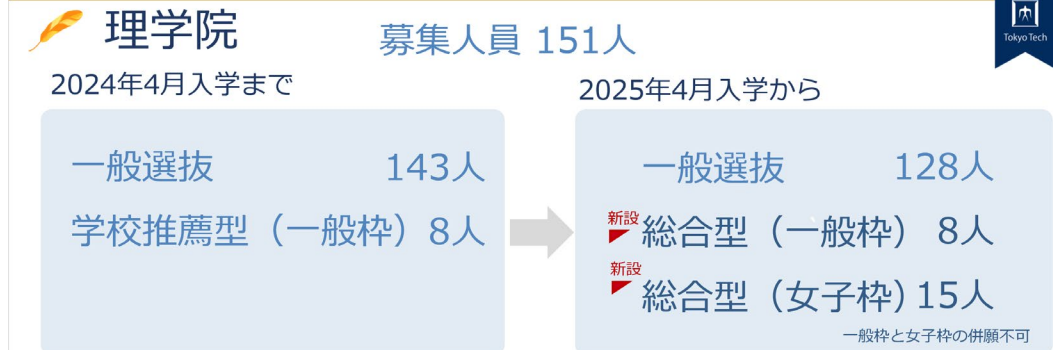 理学院
募集人員 151人
Tokyo Tech
2024年4月入学まで
一般選抜 143人
学校推薦型（一般枠）8人
2025年4月入学から
一般選抜 128人
新設
総合型（一般枠） 8人
新設
総合型（女子枠）15人
一般枠と女子枠の併願不可